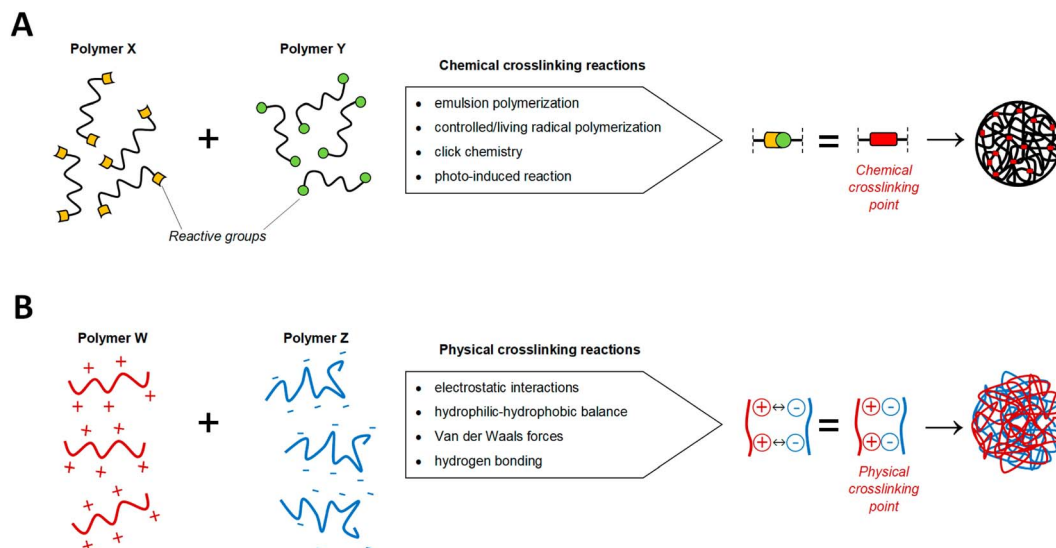 A
Polymer X
Polymer Y
Chemical crosslinking reactions
• emulsion polymerization
• controlled/living radical polymerization
• click chemistry
• photo-induced reaction
+
=
Chemical
crosslinking
point
Reactive groups
B
Polymer W
Polymer Z
Physical crosslinking reactions
• electrostatic interactions
• hydrophilic-hydrophobic balance
• Van der Waals forces
• hydrogen bonding
+
=
Physical
crosslinking
point